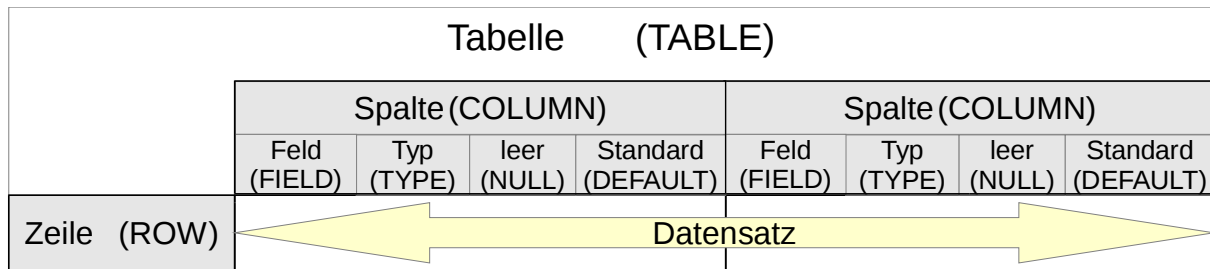 Tabelle (TABLE)
Spalte (COLUMN) Spalte (COLUMN)
Feld Typ leer Standard Feld Typ leer Standard
(FIELD) (TYPE) (NULL) (DEFAULT) (FIELD) (TYPE) (NULL) (DEFAULT)
Zeile (ROW) Datensatz